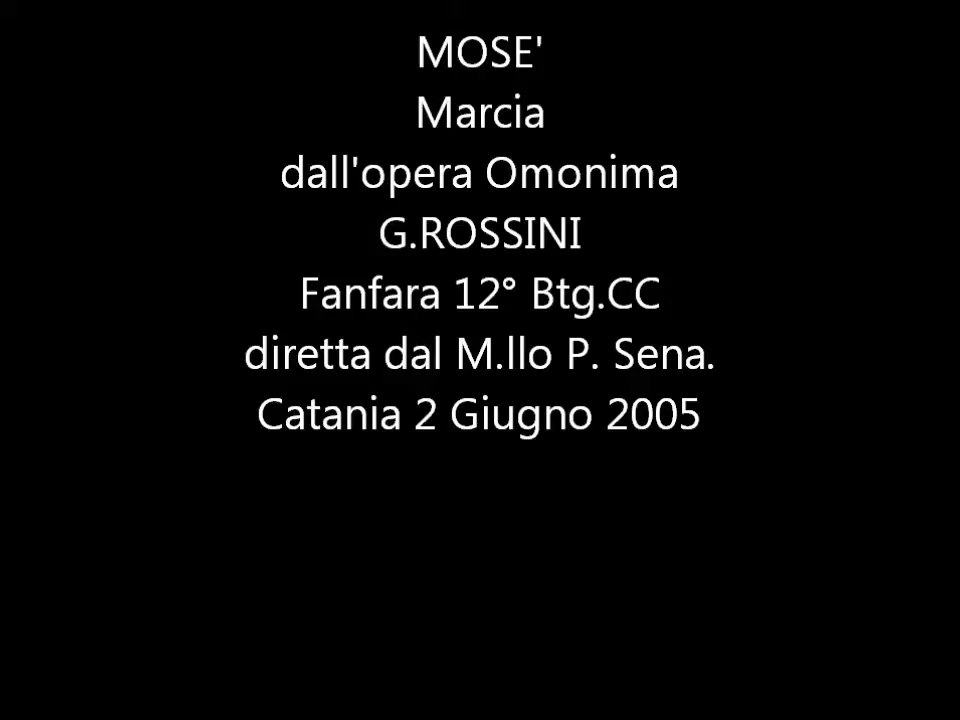 MOSE'
Marcia
dall'opera Omonima
G.ROSSINI
Fanfara 12° Btg.CC
diretta dal M.llo P. Sena.
Catania 2 Giugno 2005